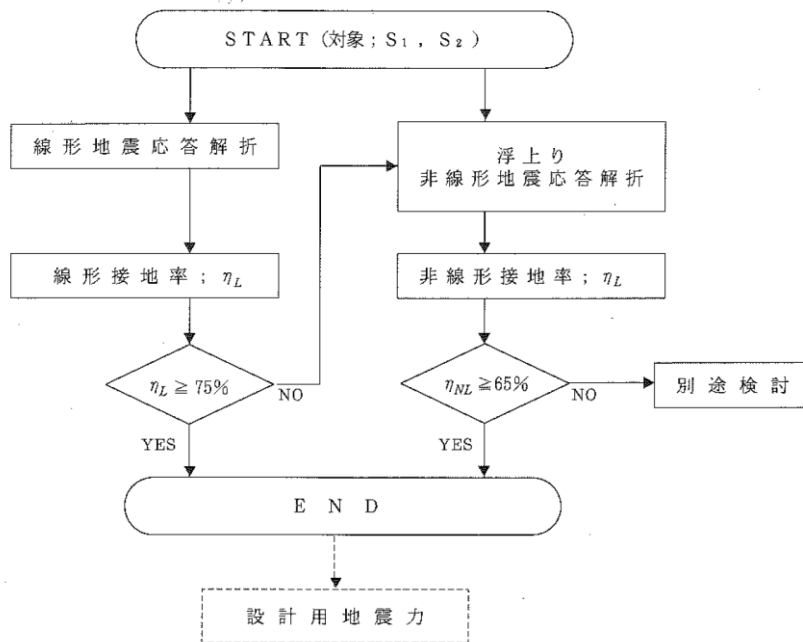 START (対象; S₁, S₂)
線形地震応答解折
浮上り
非線形地震応答解折
線形接地率; η_L
非線形接地率; η_L
η_L ≧ 75%
NO
YES
η_NL ≧ 65%
NO
YES
別途検討
END
設計用地震力